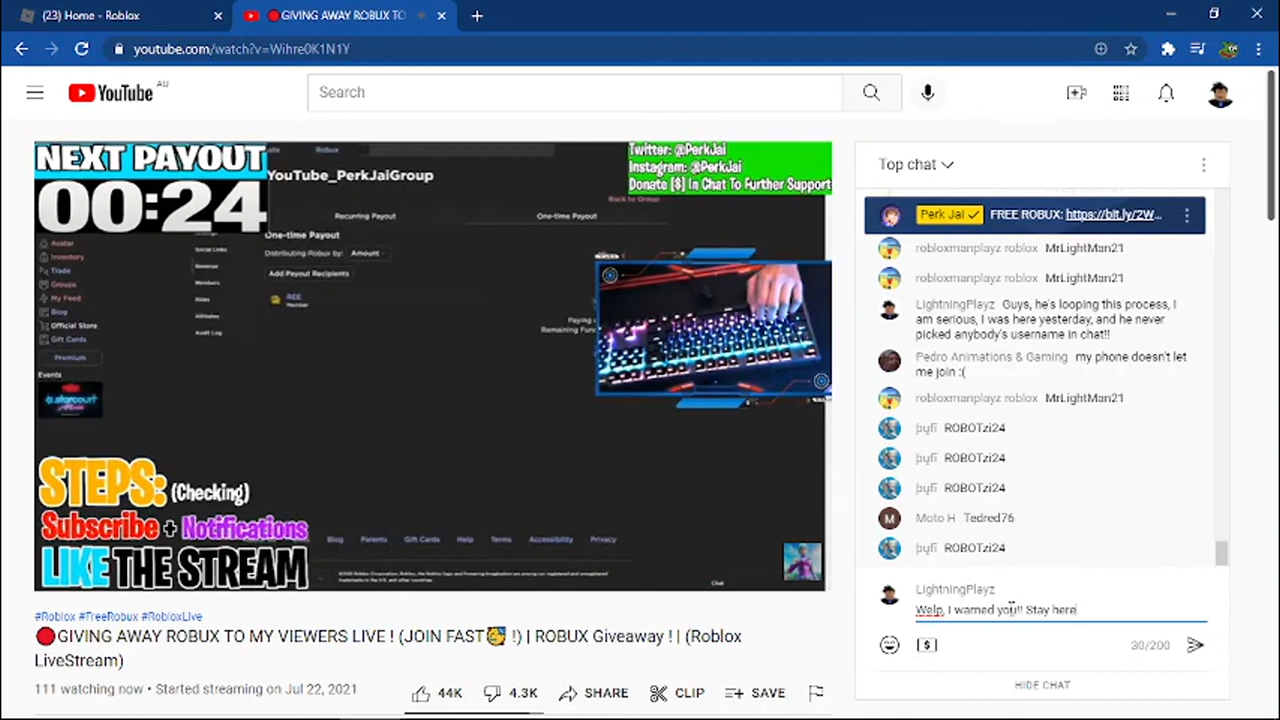 (23) Home - Roblox
🔴GIVING AWAY ROBUX TO
youtube.com/watch?v=Wihre0K1N1Y
YouTube AU
Search
NEXT PAYOUT
00:24
Robux
YouTube_PerkJaiGroup
Twitter: @PerkJai
Instagram: @PerkJai
Donate [$] In Chat To Further Support
Back to Group
Recurring Payout
One-time Payout
One-time Payout
Distributing Robux by: Amount
Add Payout Recipients
REE
Member
Avatar
Inventory
Trade
Groups
My Feed
Blog
Official Store
Gift Cards
Premium
Events
starcourt
Social Links
Revenue
Members
Roles
Affiliates
Audit Log
Paying o
Remaining Fun
STEPS: (Checking)
Subscribe + Notifications
LIKE THE STREAM
Blog
Parents
Gift Cards
Help
Terms
Accessibility
Privacy
Chat
#Roblox #FreeRobux #RobloxLive
🔴GIVING AWAY ROBUX TO MY VIEWERS LIVE ! (JOIN FAST🥳 !) | ROBUX Giveaway ! | (Roblox
LiveStream)
111 watching now • Started streaming on Jul 22, 2021
44K
4.3K
SHARE
CLIP
SAVE
Top chat
Perk Jai ✓ FREE ROBUX: https://bit.ly/2W...
robloxmanplayz roblox MrLightMan21
robloxmanplayz roblox MrLightMan21
LightningPlayz Guys, he's looping this process, I
am serious, I was here yesterday, and he never
picked anybody's username in chat!!
Pedro Animations & Gaming my phone doesn't let
me join :(
robloxmanplayz roblox MrLightMan21
þųfï ROBOTzi24
þųfï ROBOTzi24
þųfï ROBOTzi24
Moto H Tedred76
þųfï ROBOTzi24
LightningPlayz
Welp, I warned you!! Stay here
30/200
HIDE CHAT